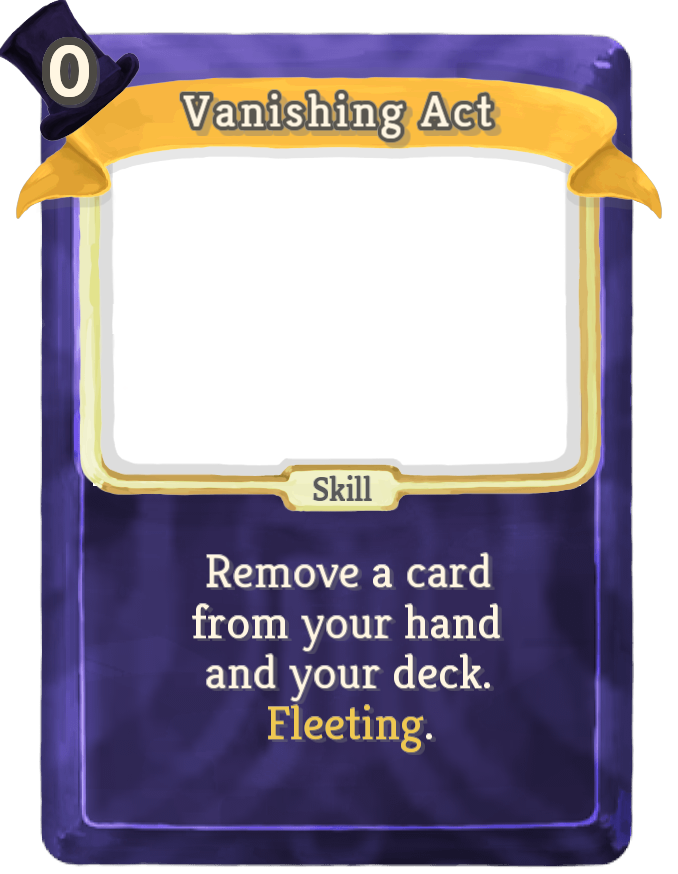 0
Vanishing Act
Skill
Remove a card
from your hand
and your deck.
Fleeting.